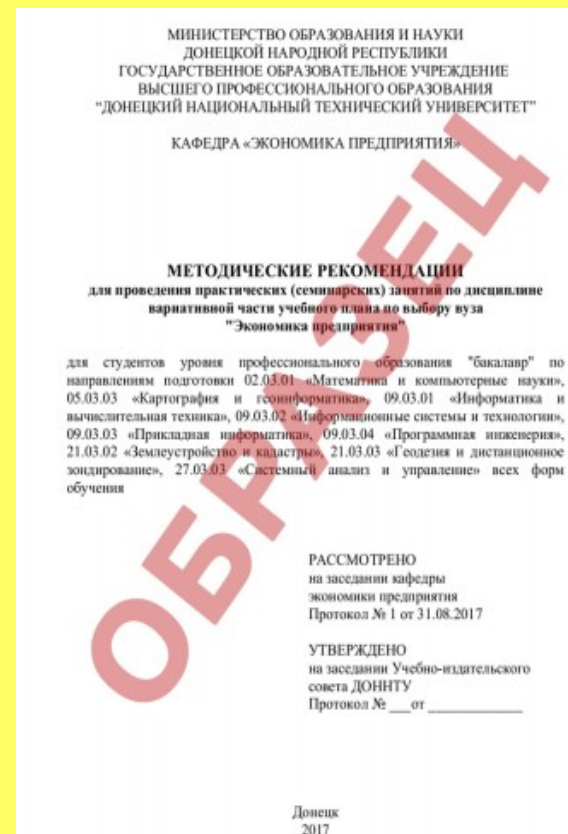 МИНИСТЕРСТВО ОБРАЗОВАНИЯ И НАУКИ
ДОНЕЦКОЙ НАРОДНОЙ РЕСПУБЛИКИ
ГОСУДАРСТВЕННОЕ ОБРАЗОВАТЕЛЬНОЕ УЧРЕЖДЕНИЕ
ВЫСШЕГО ПРОФЕССИОНАЛЬНОГО ОБРАЗОВАНИЯ
"ДОНЕЦКИЙ НАЦИОНАЛЬНЫЙ ТЕХНИЧЕСКИЙ УНИВЕРСИТЕТ"
КАФЕДРА «ЭКОНОМИКА ПРЕДПРИЯТИЯ»
МЕТОДИЧЕСКИЕ РЕКОМЕНДАЦИИ
для проведения практических (семинарских) занятий по дисциплине
вариативной части учебного плана по выбору вуза
"Экономика предприятия"
для студентов уровня профессионального образования "бакалавр" по
направлениям подготовки 02.03.01 «Математика и компьютерные науки»,
05.03.03 «Картография и геоинформатика», 09.03.01 «Информатика и
вычислительная техника», 09.03.02 «Информационные системы и технологии»,
09.03.03 «Прикладная информатика», 09.03.04 «Программная инженерия»,
21.03.02 «Землеустройство и кадастры», 21.03.03 «Геодезия и дистанционное
зондирование», 27.03.03 «Системный анализ и управление» всех форм
обучения
РАССМОТРЕНО
на заседании кафедры
экономики предприятия
Протокол № 1 от 31.08.2017
УТВЕРЖДЕНО
на заседании Учебно-издательского
совета ДОННТУ
Протокол № ___от _____________
Донецк
2017
ОБРАЗЕЦ